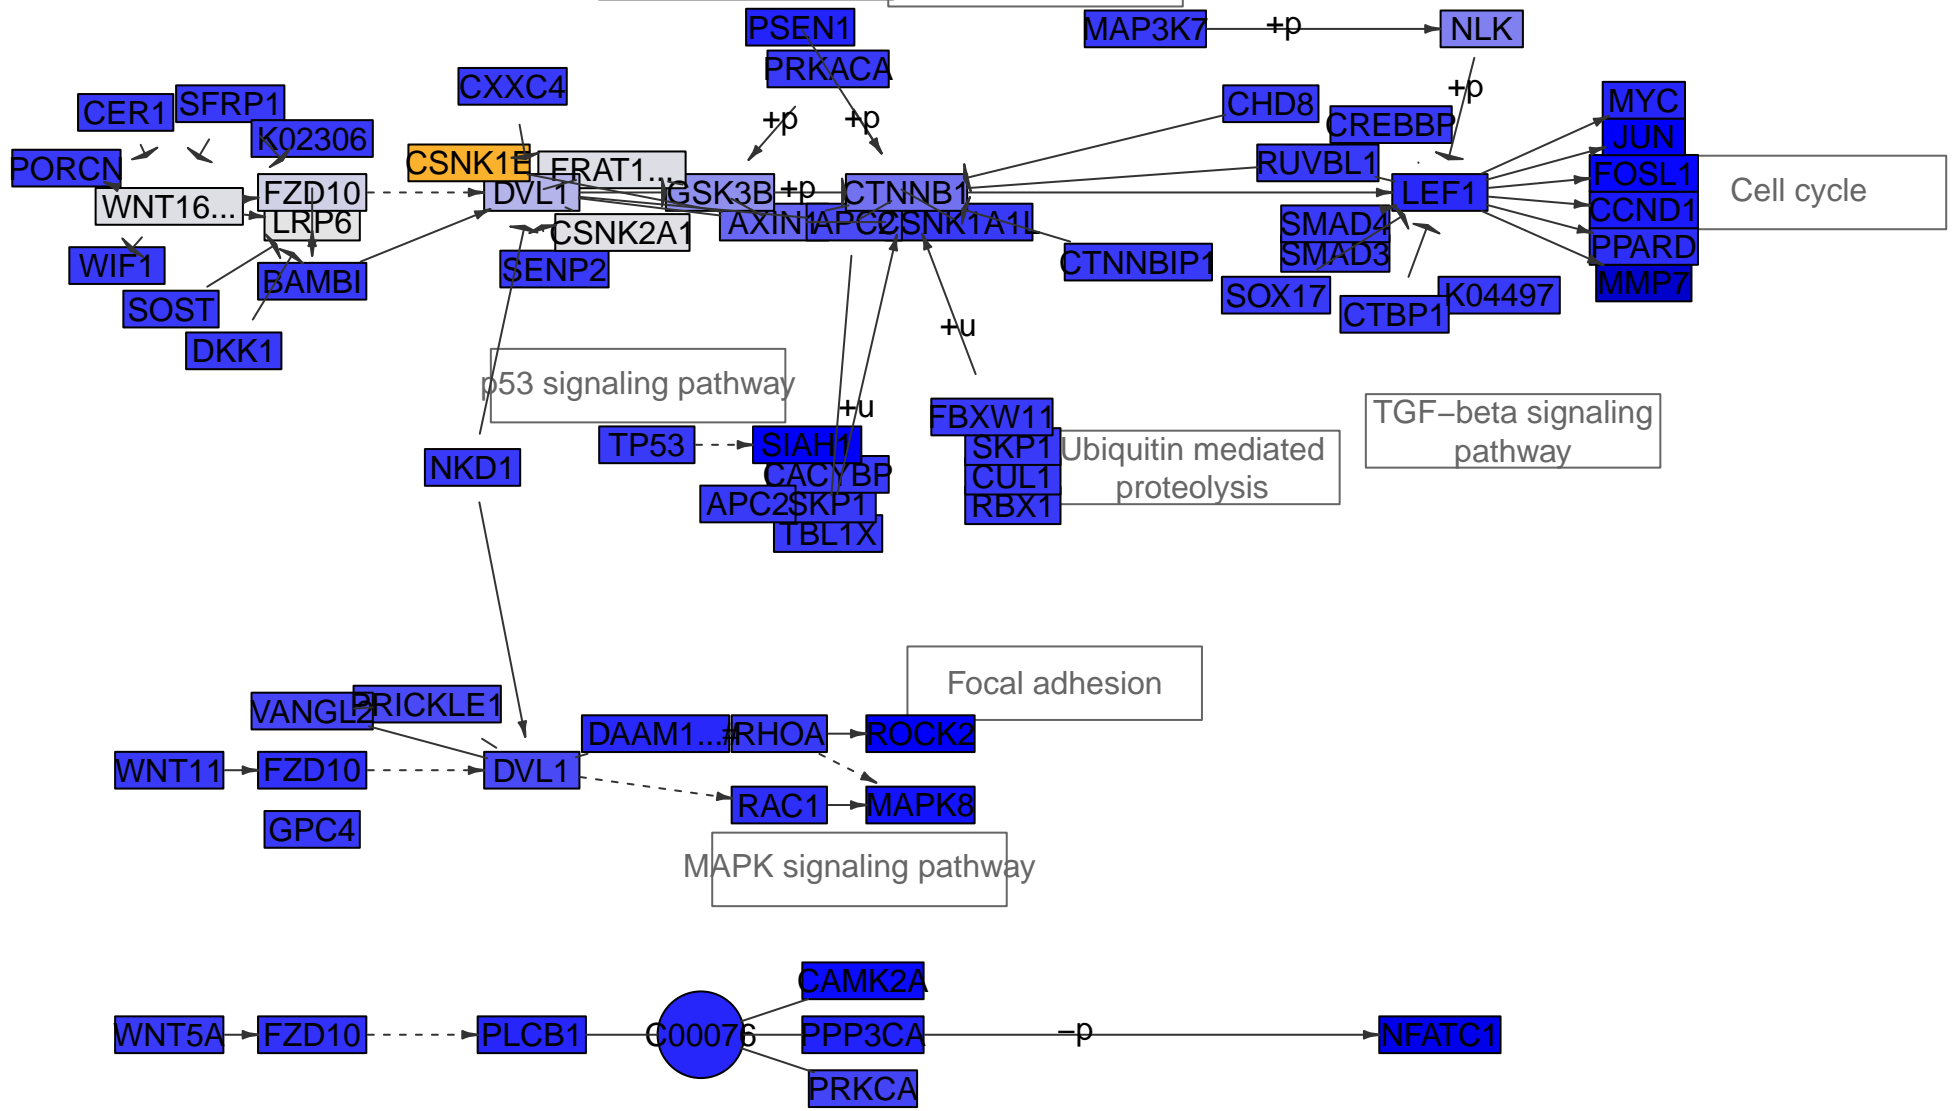 PSEN1
MAP3K7
+p
NLK
PRKACA
CXXC4
CER1
SFRP1
K02306
+p
+p
CHD8
+p
CREBBP
MYC
JUN
PORCN
CSNK1E
FRAT1...
RUVBL1
FOSL1
Cell cycle
WNT16...
FZD10
DVL1
GSK3B
+p
CTNNB1
LEF1
CCND1
LRP6
CSNK2A1
AXIN1
APC2
CSNK1A1L
SMAD4
PPARD
WIF1
BAMBI
SENP2
CTNNBIP1
SMAD3
MMP7
SOST
SOX17
K04497
DKK1
CTBP1
+u
p53 signaling pathway
+u
FBXW11
TGF−beta signaling
pathway
TP53
SIAH1
SKP1
Ubiquitin mediated
proteolysis
NKD1
CACYBP
CUL1
APC2
SKP1
RBX1
TBL1X
Focal adhesion
VANGL2
PRICKLE1
DAAM1...#
RHOA
ROCK2
WNT11
FZD10
DVL1
RAC1
MAPK8
GPC4
MAPK signaling pathway
CAMK2A
WNT5A
FZD10
PLCB1
C00076
PPP3CA
−p
NFATC1
PRKCA